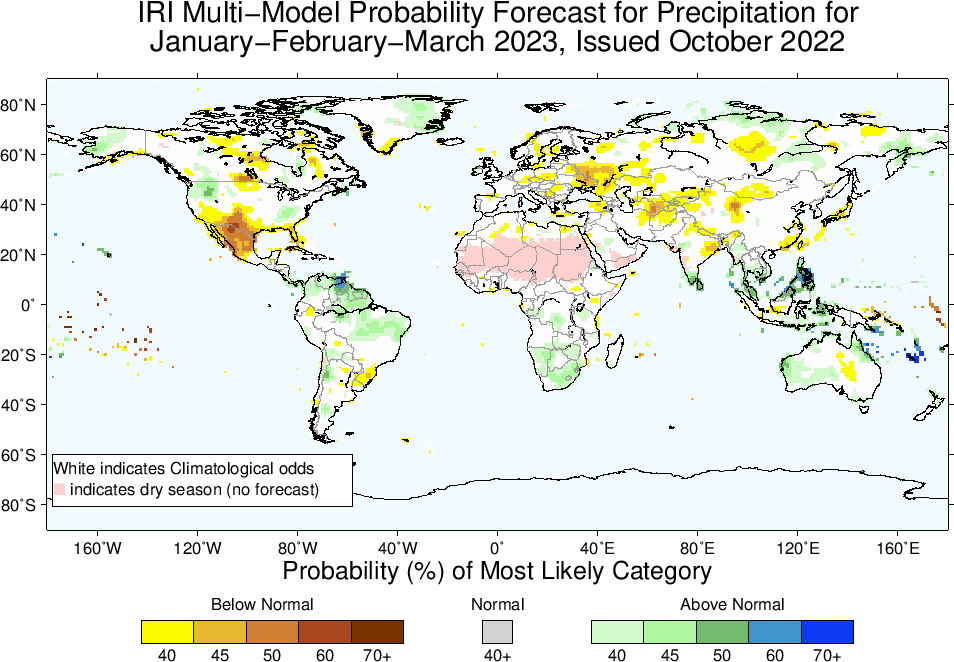 IRI Multi−Model Probability Forecast for Precipitation for
January−February−March 2023, Issued October 2022
80˚N
60˚N
40˚N
20˚N
0˚
20˚S
40˚S
60˚S
80˚S
White indicates Climatological odds
indicates dry season (no forecast)
160˚W 120˚W 80˚W 40˚W 0˚ 40˚E 80˚E 120˚E 160˚E
Probability (%) of Most Likely Category
Below Normal Normal Above Normal
40 45 50 60 70+ 40+ 40 45 50 60 70+